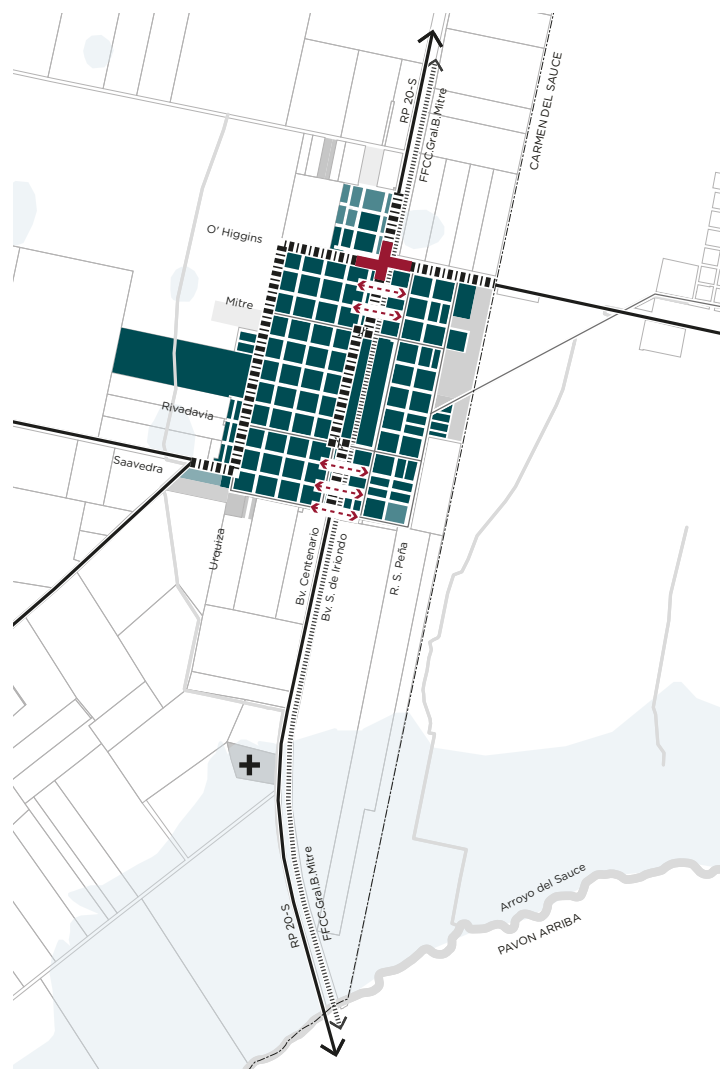 CARMEN DEL SAUCE
RP 20-S
FFCC.Gral.B.Mitre
O' Higgins
Mitre
Rivadavia
Saavedra
Urquiza
Bv. Centenario
Bv. S. de Iriondo
R. S. Peña
Arroyo del Sauce
PAVON ARRIBA
RP 20-S
FFCC.Gral.B.Mitre